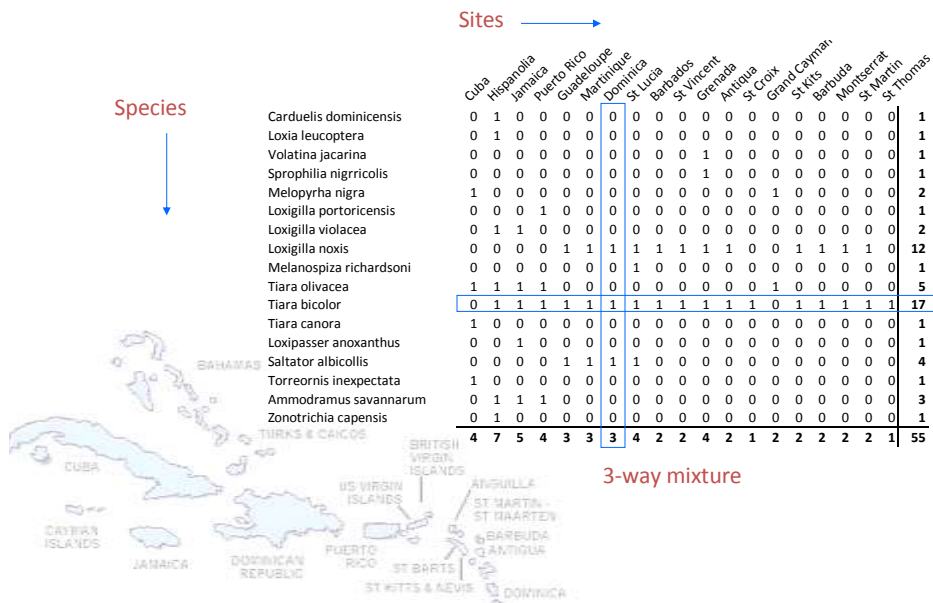 Sites
Species
Cuba Hispanolia Jamaica Puerto Rico Guadeloupe Martinique Dominica St Lucia Barbados St Vincent Grenada Antiqua St Croix Grand Cayman St Kits Barbuda Montserrat St Martin St Thomas
Carduelis dominicensis 0 1 0 0 0 0 0 0 0 0 0 0 0 0 0 0 0 0 0 1
Loxia leucoptera 0 1 0 0 0 0 0 0 0 0 0 0 0 0 0 0 0 0 0 1
Volatina jacarina 0 0 0 0 0 0 0 0 0 0 1 0 0 0 0 0 0 0 0 1
Sprophilia nigrricolis 0 0 0 0 0 0 0 0 0 0 1 0 0 0 0 0 0 0 0 1
Melopyrha nigra 1 0 0 0 0 0 0 0 0 0 0 0 0 1 0 0 0 0 0 2
Loxigilla portoricensis 0 0 0 1 0 0 0 0 0 0 0 0 0 0 0 0 0 0 0 1
Loxigilla violacea 0 1 1 0 0 0 0 0 0 0 0 0 0 0 0 0 0 0 0 2
Loxigilla noxis 0 0 0 0 1 1 1 1 1 1 1 1 0 0 1 1 1 1 0 12
Melanospiza richardsoni 0 0 0 0 0 0 0 1 0 0 0 0 0 0 0 0 0 0 0 1
Tiara olivacea 1 1 1 1 0 0 0 0 0 0 0 0 0 1 0 0 0 0 0 5
Tiara bicolor 0 1 1 1 1 1 1 1 1 1 1 1 1 0 1 1 1 1 1 17
Tiara canora 1 0 0 0 0 0 0 0 0 0 0 0 0 0 0 0 0 0 0 1
Loxipasser anoxanthus 0 0 1 0 0 0 0 0 0 0 0 0 0 0 0 0 0 0 0 1
Saltator albicollis 0 0 0 0 1 1 1 1 0 0 0 0 0 0 0 0 0 0 0 4
Torreornis inexpectata 1 0 0 0 0 0 0 0 0 0 0 0 0 0 0 0 0 0 0 1
Ammodramus savannarum 0 1 1 1 0 0 0 0 0 0 0 0 0 0 0 0 0 0 0 3
Zonotrichia capensis 0 1 0 0 0 0 0 0 0 0 0 0 0 0 0 0 0 0 0 1
4 7 5 4 3 3 3 4 2 2 4 2 1 2 2 2 2 2 1 55
3-way mixture
BAHAMAS
TURKS & CAICOS
CUBA
CAYMAN
ISLANDS
JAMAICA
DOMINICAN
REPUBLIC
PUERTO
RICO
BRITISH
VIRGIN
ISLANDS
US VIRGIN
ISLANDS
ANGUILLA
ST MARTIN -
ST MAARTEN
BARBUDA
ANTIGUA
ST BARTS
ST KITTS & NEVIS
DOMINICA